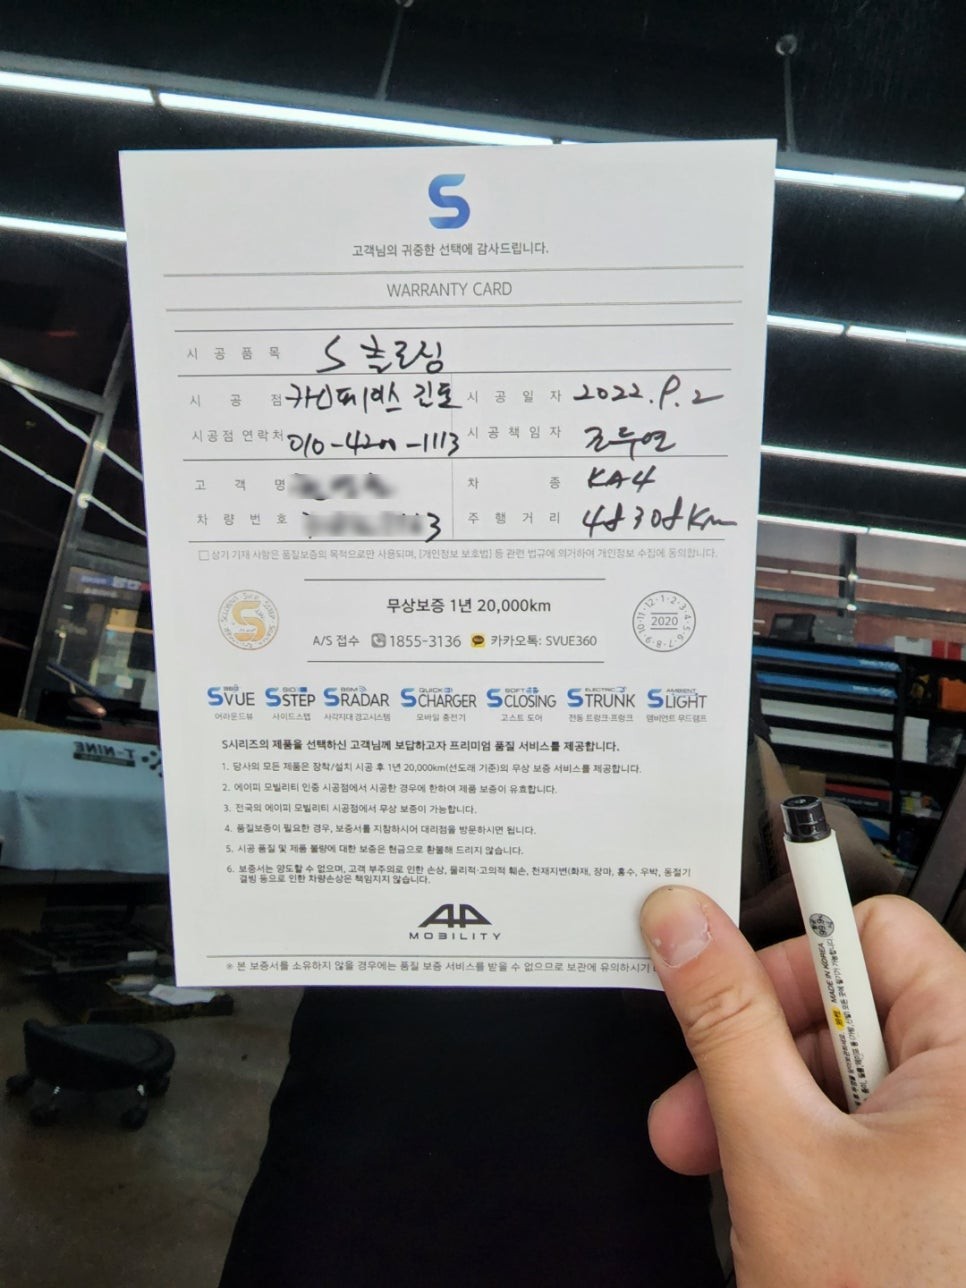 S
고객님의 귀중한 선택에 감사드립니다.
WARRANTY CARD
시공품목 S 클로징
시공점 카니피에스 김포 시공일자 2022.9.2
시공점 연락처 010-4200-1113 시공책임자 조두연
고객명 차종 KA4
차량번호 3 주행거리 48308Km
□ 상기 기재 사항은 품질보증의 목적으로만 사용되며, [개인정보 보호법] 등 관련 법규에 의거하여 개인정보 수집에 동의합니다.
무상보증 1년 20,000km
A/S 접수 1855-3136 카카오톡: SVUE360
2020
SVUE SSTEP SRADAR SCHARGER SCLOSING STRUNK SLIGHT
어라운드뷰 사이드스텝 사각지대 경고시스템 모바일 충전기 고스트 도어 전동 트렁크·프렁크 엠비언트 무드램프
S시리즈의 제품을 선택하신 고객님께 보답하고자 프리미엄 품질 서비스를 제공합니다.
1. 당사의 모든 제품은 장착/설치 시공 후 1년 20,000km(선도래 기준)의 무상 보증 서비스를 제공합니다.
2. 에이피 모빌리티 인증 시공점에서 시공한 경우에 한하여 제품 보증이 유효합니다.
3. 전국의 에이피 모빌리티 시공점에서 무상 보증이 가능합니다.
4. 품질보증이 필요한 경우, 보증서를 지참하시어 대리점을 방문하시면 됩니다.
5. 시공 품질 및 제품 불량에 대한 보증은 현금으로 환불해 드리지 않습니다.
6. 보증서는 양도할 수 없으며, 고객 부주의로 인한 손상, 물리적·고의적 훼손, 천재지변(화재, 장마, 홍수, 우박, 동절기
결빙 등으로 인한 차량손상은 책임지지 않습니다.
MOBILITY
※ 본 보증서를 소유하지 않을 경우에는 품질 보증 서비스를 받을 수 없으므로 보관에 유의하시기
T-NINE
MADE IN KOREA
99.9%